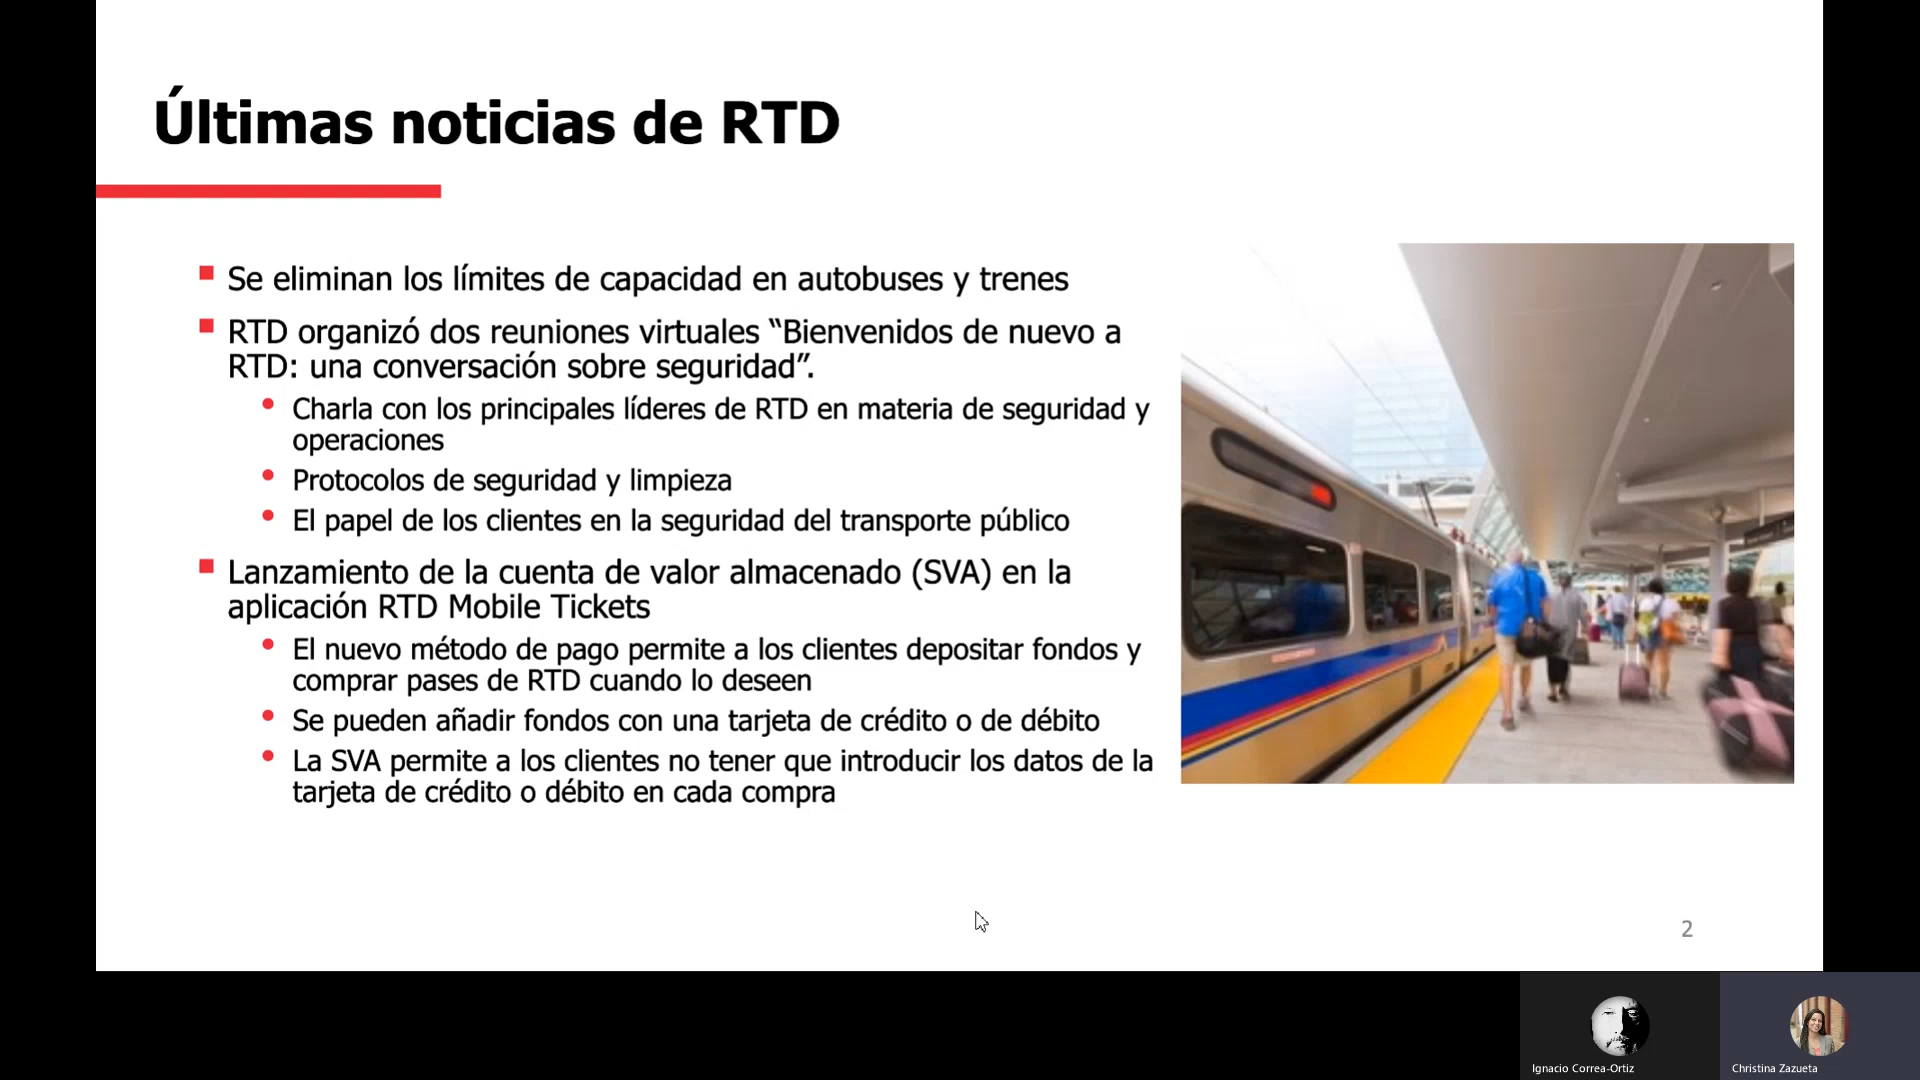 Últimas noticias de RTD
Se eliminan los límites de capacidad en autobuses y trenes
RTD organizó dos reuniones virtuales “Bienvenidos de nuevo a
RTD: una conversación sobre seguridad”.
Charla con los principales líderes de RTD en materia de seguridad y
operaciones
Protocolos de seguridad y limpieza
El papel de los clientes en la seguridad del transporte público
Lanzamiento de la cuenta de valor almacenado (SVA) en la
aplicación RTD Mobile Tickets
El nuevo método de pago permite a los clientes depositar fondos y
comprar pases de RTD cuando lo deseen
Se pueden añadir fondos con una tarjeta de crédito o de débito
La SVA permite a los clientes no tener que introducir los datos de la
tarjeta de crédito o débito en cada compra
2
Ignacio Correa-Ortiz
Christina Zazueta